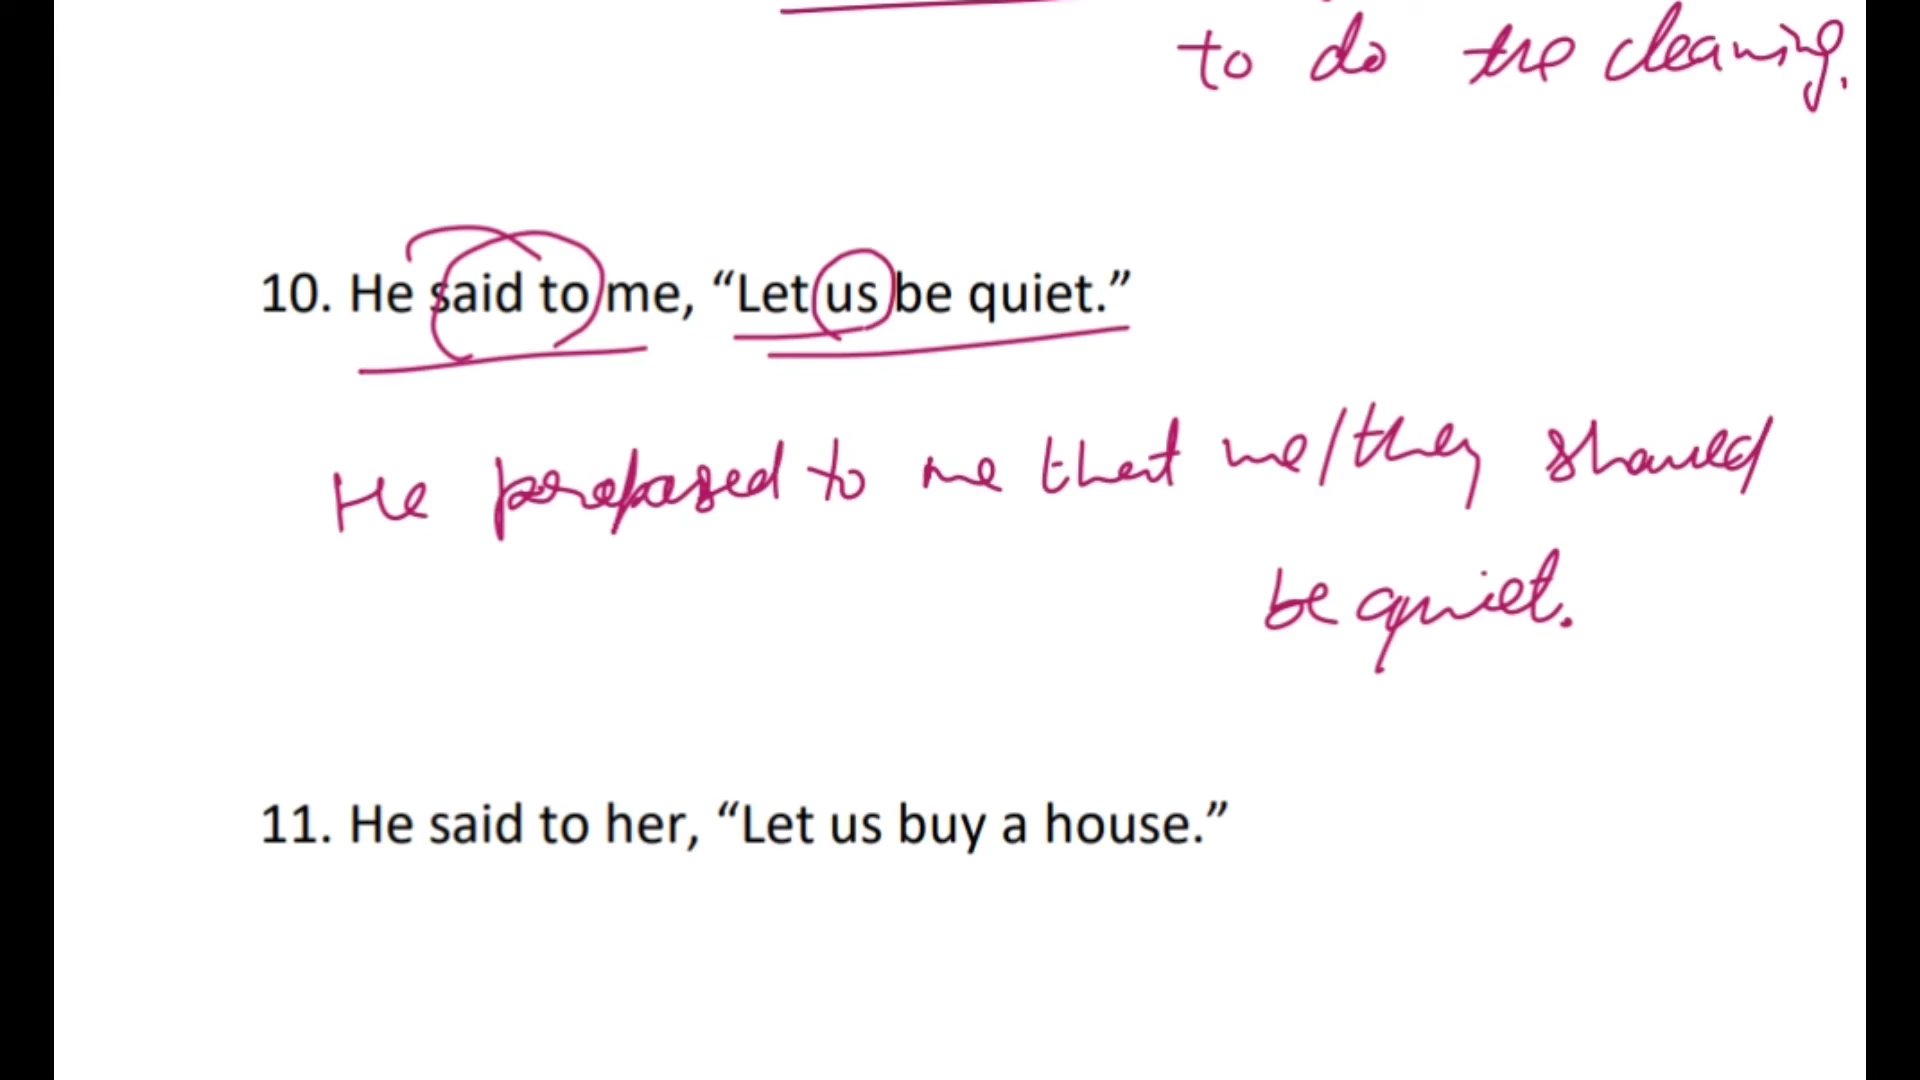 to do the cleaning.
10. He said to me, “Let us be quiet.”
He proposed to me that we/they should
be quiet.
11. He said to her, “Let us buy a house.”